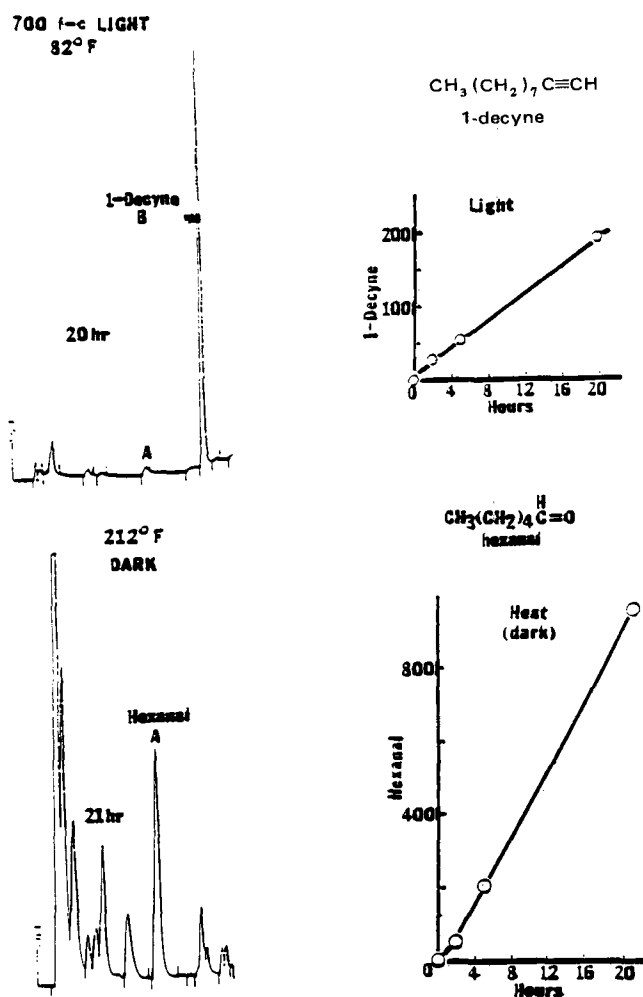 700 f-c LIGHT
82° F
1-Decyne
B
20 hr
A
CH₃(CH₂)₇C≡CH
1-decyne
Light
200
100
1-Decyne
0 4 8 12 16 20
Hours
212° F
DARK
Hexanal
A
21 hr
H
CH₃(CH₂)₄C=O
hexanal
Heat
(dark)
800
400
Hexanal
0 4 8 12 16 20
Hours